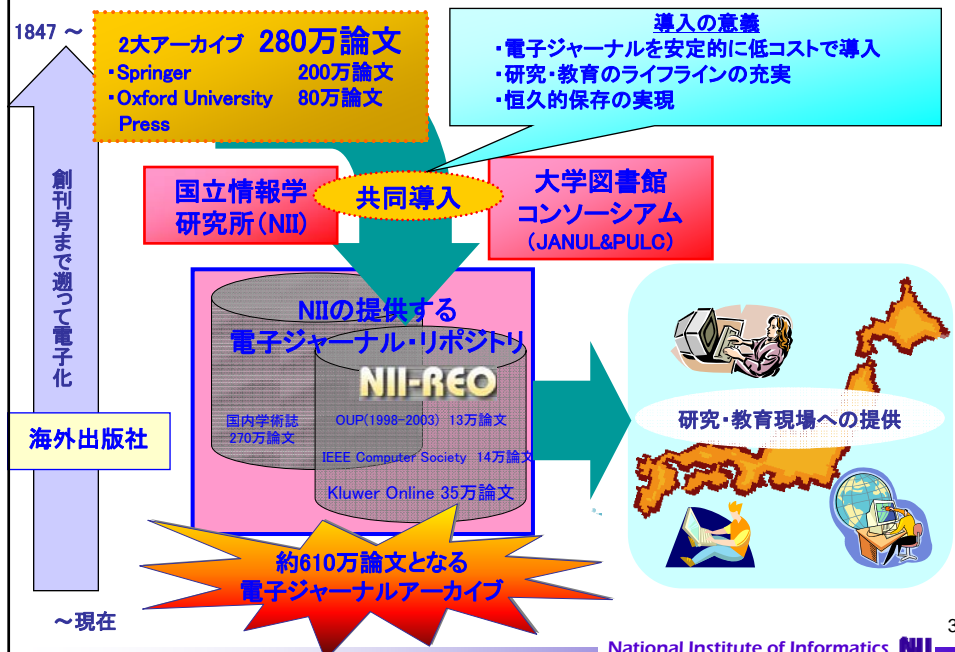 1847 ~
2大アーカイブ 280万論文
・Springer 200万論文
・Oxford University 80万論文
Press
導入の意義
・電子ジャーナルを安定的に低コストで導入
・研究・教育のライフラインの充実
・恒久的保存の実現
国立情報学
研究所(NII)
共同導入
大学図書館
コンソーシアム
(JANUL&PULC)
創刊号まで遡って電子化
NIIの提供する
電子ジャーナル・リポジトリ
NII-REO
国内学術誌
270万論文
OUP(1998-2003) 13万論文
IEEE Computer Society 14万論文
Kluwer Online 35万論文
海外出版社
研究・教育現場への提供
約610万論文となる
電子ジャーナルアーカイブ
~現在
3
National Institute of Informatics NII